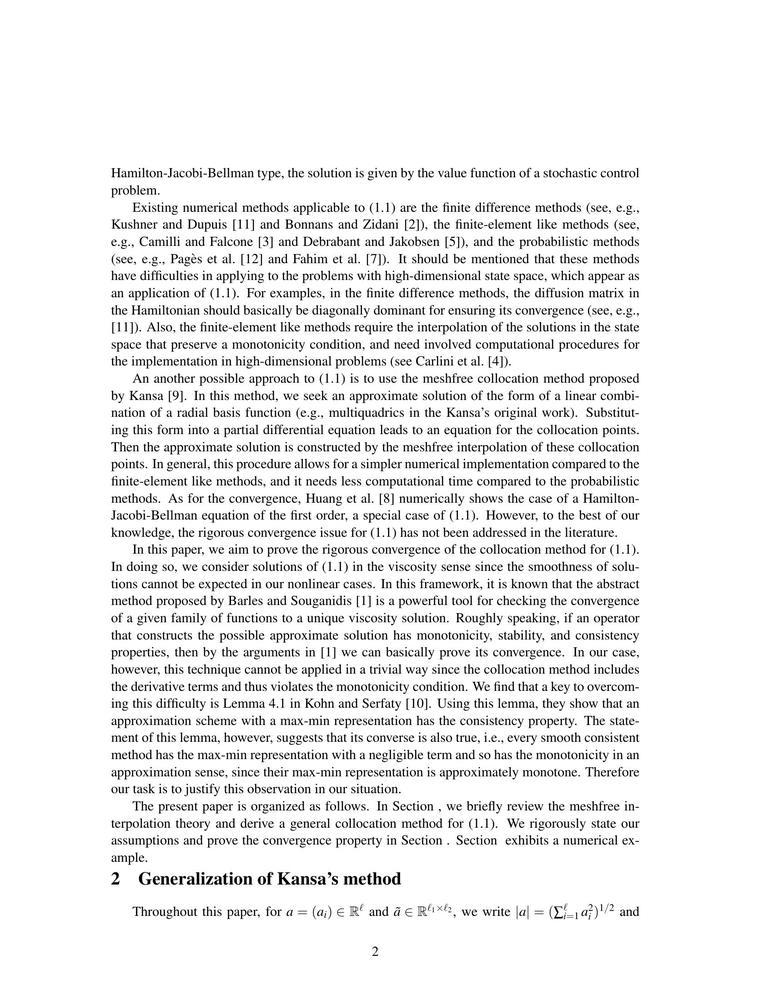 Hamilton-Jacobi-Bellman type, the solution is given by the value function of a stochastic control
problem.
Existing numerical methods applicable to (1.1) are the finite difference methods (see, e.g.,
Kushner and Dupuis [11] and Bonnans and Zidani [2]), the finite-element like methods (see,
e.g., Camilli and Falcone [3] and Debrabant and Jakobsen [5]), and the probabilistic methods
(see, e.g., Pagès et al. [12] and Fahim et al. [7]). It should be mentioned that these methods
have difficulties in applying to the problems with high-dimensional state space, which appear as
an application of (1.1). For examples, in the finite difference methods, the diffusion matrix in
the Hamiltonian should basically be diagonally dominant for ensuring its convergence (see, e.g.,
[11]). Also, the finite-element like methods require the interpolation of the solutions in the state
space that preserve a monotonicity condition, and need involved computational procedures for
the implementation in high-dimensional problems (see Carlini et al. [4]).
An another possible approach to (1.1) is to use the meshfree collocation method proposed
by Kansa [9]. In this method, we seek an approximate solution of the form of a linear combi-
nation of a radial basis function (e.g., multiquadrics in the Kansa's original work). Substitut-
ing this form into a partial differential equation leads to an equation for the collocation points.
Then the approximate solution is constructed by the meshfree interpolation of these collocation
points. In general, this procedure allows for a simpler numerical implementation compared to the
finite-element like methods, and it needs less computational time compared to the probabilistic
methods. As for the convergence, Huang et al. [8] numerically shows the case of a Hamilton-
Jacobi-Bellman equation of the first order, a special case of (1.1). However, to the best of our
knowledge, the rigorous convergence issue for (1.1) has not been addressed in the literature.
In this paper, we aim to prove the rigorous convergence of the collocation method for (1.1).
In doing so, we consider solutions of (1.1) in the viscosity sense since the smoothness of solu-
tions cannot be expected in our nonlinear cases. In this framework, it is known that the abstract
method proposed by Barles and Souganidis [1] is a powerful tool for checking the convergence
of a given family of functions to a unique viscosity solution. Roughly speaking, if an operator
that constructs the possible approximate solution has monotonicity, stability, and consistency
properties, then by the arguments in [1] we can basically prove its convergence. In our case,
however, this technique cannot be applied in a trivial way since the collocation method includes
the derivative terms and thus violates the monotonicity condition. We find that a key to overcom-
ing this difficulty is Lemma 4.1 in Kohn and Serfaty [10]. Using this lemma, they show that an
approximation scheme with a max-min representation has the consistency property. The state-
ment of this lemma, however, suggests that its converse is also true, i.e., every smooth consistent
method has the max-min representation with a negligible term and so has the monotonicity in an
approximation sense, since their max-min representation is approximately monotone. Therefore
our task is to justify this observation in our situation.
The present paper is organized as follows. In Section , we briefly review the meshfree in-
terpolation theory and derive a general collocation method for (1.1). We rigorously state our
assumptions and prove the convergence property in Section . Section exhibits a numerical ex-
ample.
2 Generalization of Kansa's method
Throughout this paper, for a = (aᵢ) ∈ ℝ^ℓ and ã ∈ ℝ^{ℓ₁×ℓ₂}, we write |a| = (∑_{i=1}^ℓ a_i^2)^{1/2} and
2